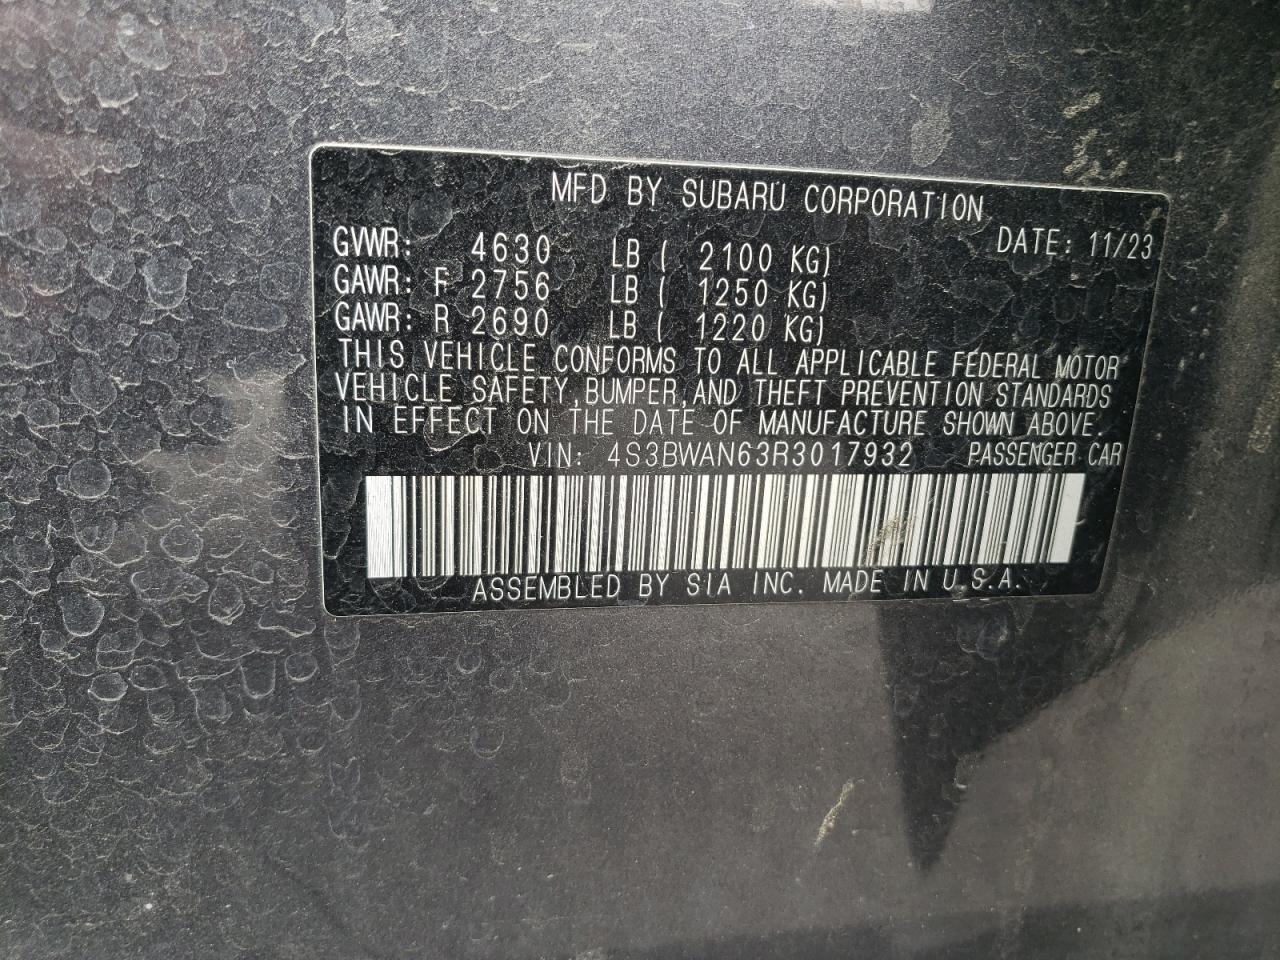 MFD BY SUBARU CORPORATION
DATE: 11/23
GVWR: 4630 LB ( 2100 KG)
GAWR: F 2756 LB ( 1250 KG)
GAWR: R 2690 LB ( 1220 KG)
THIS VEHICLE CONFORMS TO ALL APPLICABLE FEDERAL MOTOR
VEHICLE SAFETY, BUMPER, AND THEFT PREVENTION STANDARDS
IN EFFECT ON THE DATE OF MANUFACTURE SHOWN ABOVE.
VIN: 4S3BWAN63R3017932 PASSENGER CAR
ASSEMBLED BY SIA INC. MADE IN U.S.A.